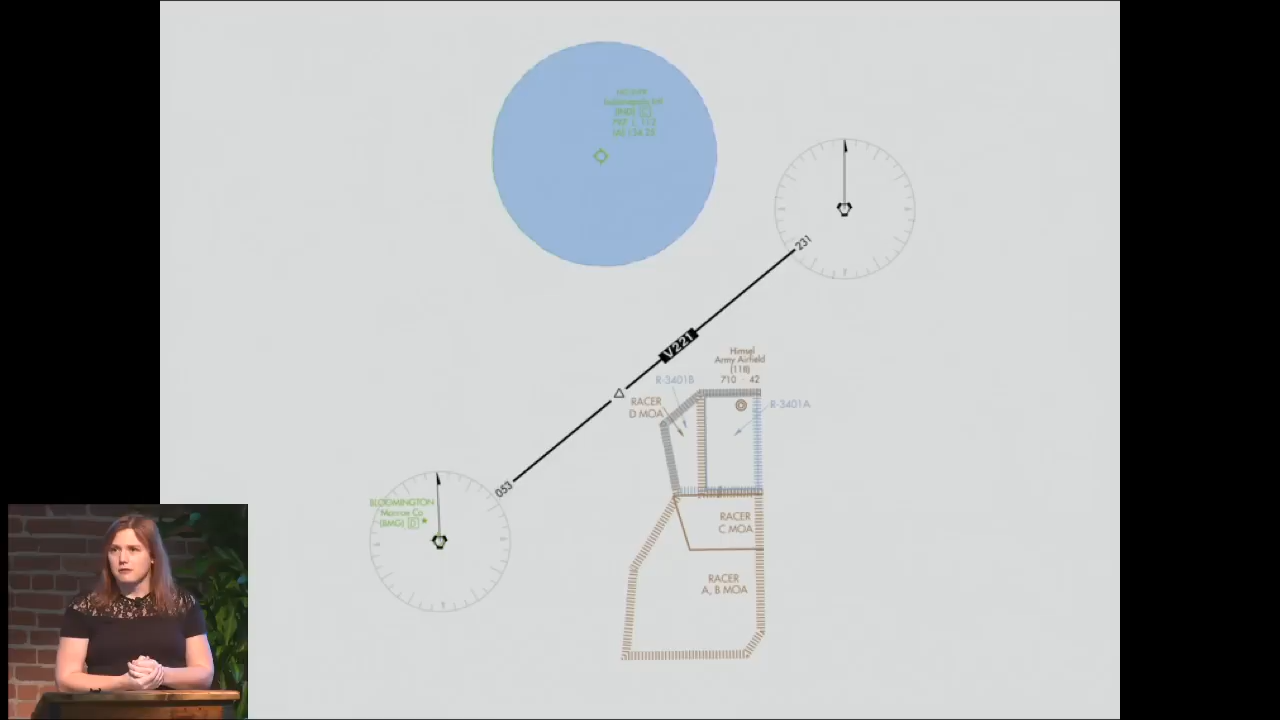 231
V221
Himsel
Army Airfield
(118)
710 - 42
R-3401B
RACER
D MOA
R-3401A
053
BLOOMINGTON
Monroe Co
(BMG) D *
RACER
C MOA
RACER
A, B MOA